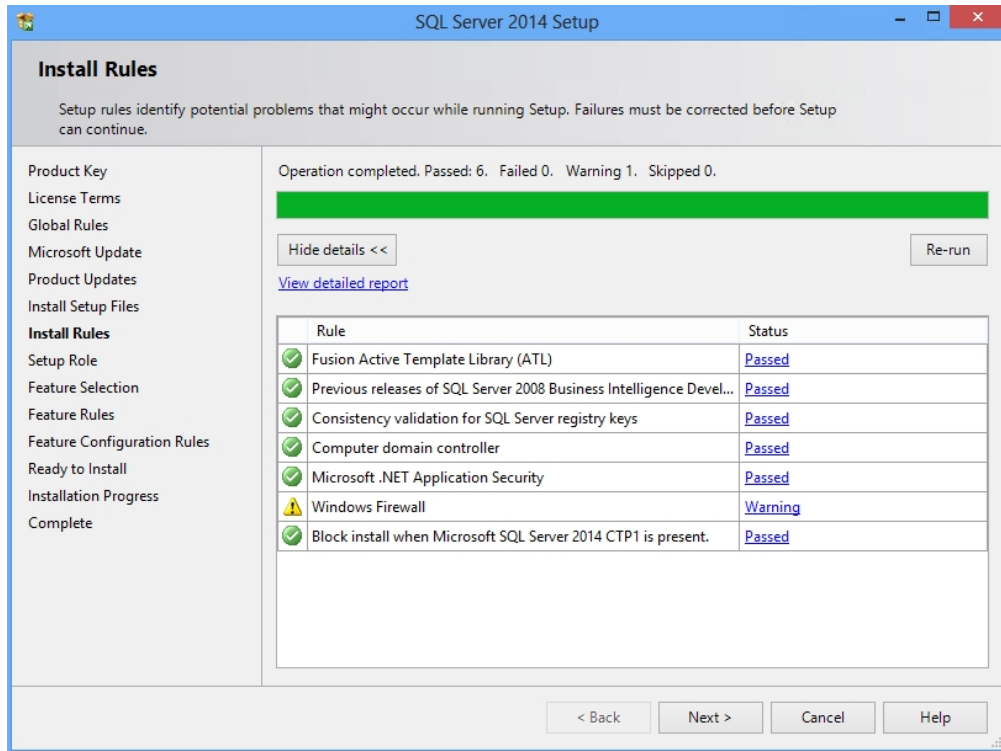 SQL Server 2014 Setup
Install Rules
Setup rules identify potential problems that might occur while running Setup. Failures must be corrected before Setup
can continue.
Product Key
License Terms
Global Rules
Microsoft Update
Product Updates
Install Setup Files
Install Rules
Setup Role
Feature Selection
Feature Rules
Feature Configuration Rules
Ready to Install
Installation Progress
Complete
Operation completed. Passed: 6. Failed 0. Warning 1. Skipped 0.
Hide details <<
Re-run
View detailed report
Rule Status
Fusion Active Template Library (ATL) Passed
Previous releases of SQL Server 2008 Business Intelligence Devel... Passed
Consistency validation for SQL Server registry keys Passed
Computer domain controller Passed
Microsoft .NET Application Security Passed
Windows Firewall Warning
Block install when Microsoft SQL Server 2014 CTP1 is present. Passed
< Back Next > Cancel Help